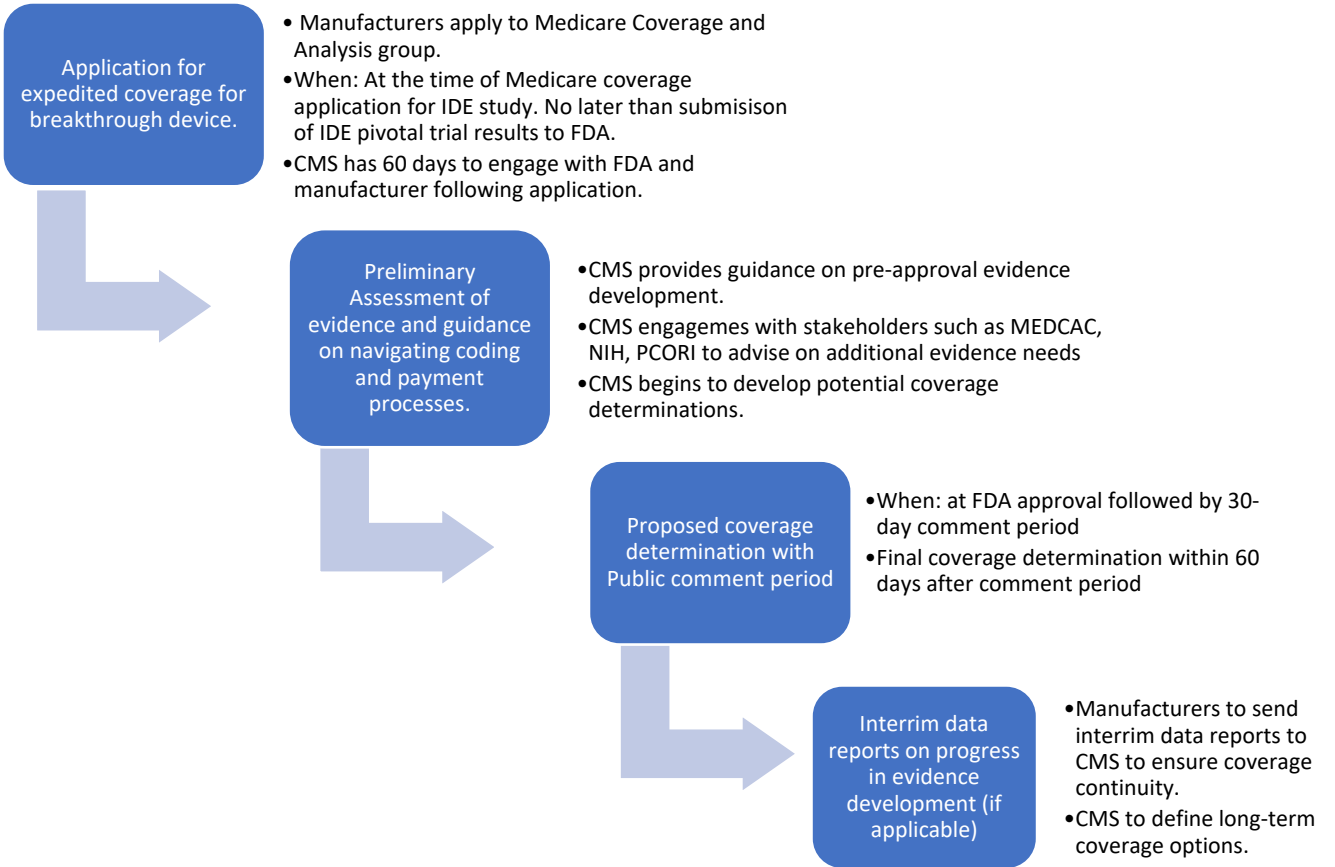 Application for
expedited coverage for
breakthrough device.
• Manufacturers apply to Medicare Coverage and
Analysis group.
•When: At the time of Medicare coverage
application for IDE study. No later than submisison
of IDE pivotal trial results to FDA.
•CMS has 60 days to engage with FDA and
manufacturer following application.
Preliminary
Assessment of
evidence and guidance
on navigating coding
and payment
processes.
•CMS provides guidance on pre-approval evidence
development.
•CMS engagemes with stakeholders such as MEDCAC,
NIH, PCORI to advise on additional evidence needs
•CMS begins to develop potential coverage
determinations.
Proposed coverage
determination with
Public comment period
•When: at FDA approval followed by 30-
day comment period
•Final coverage determination within 60
days after comment period
Interrim data
reports on progress
in evidence
development (if
applicable)
•Manufacturers to send
interrim data reports to
CMS to ensure coverage
continuity.
•CMS to define long-term
coverage options.